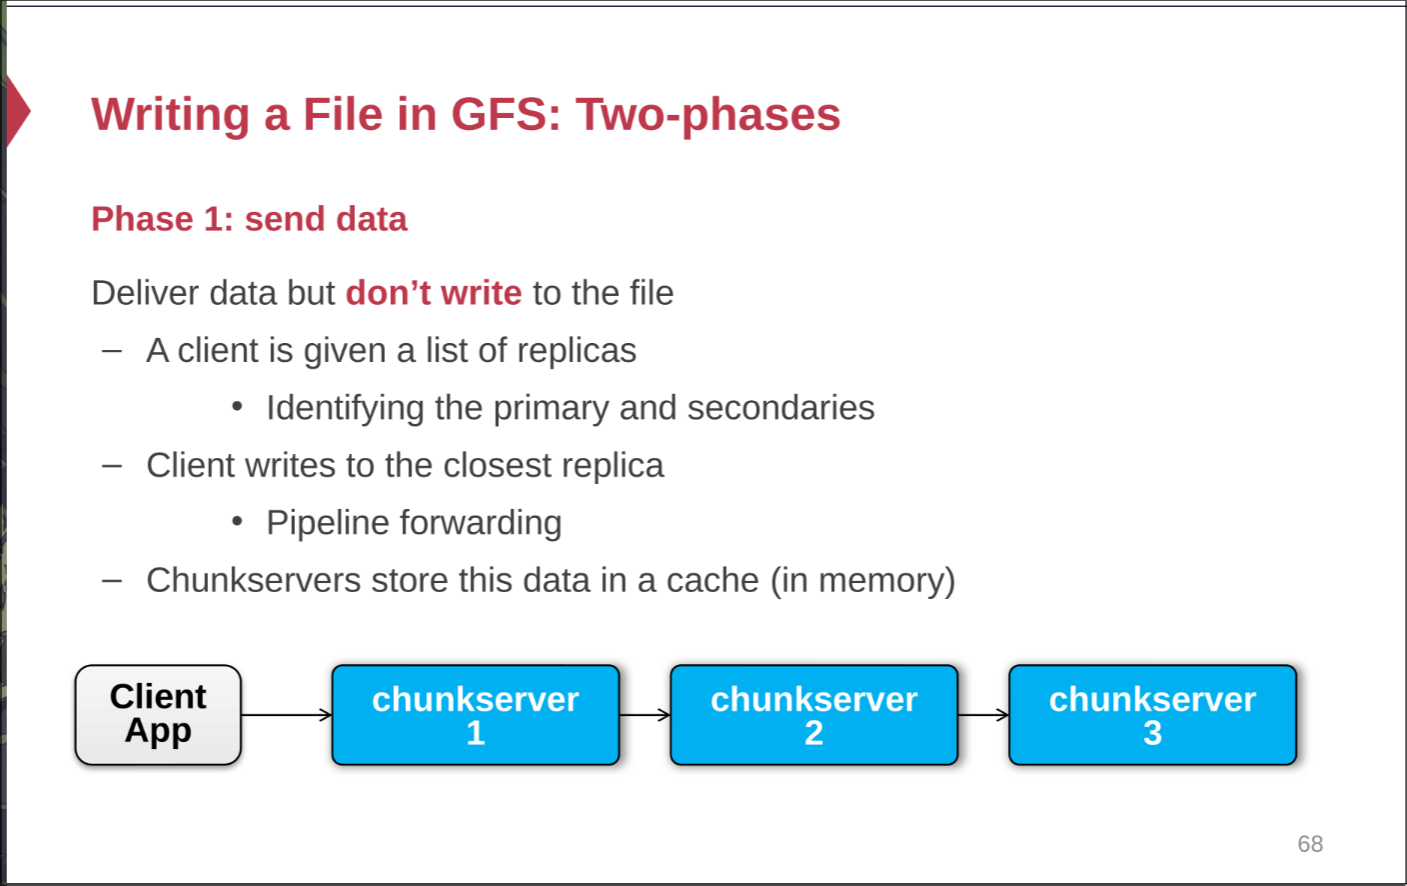 Writing a File in GFS: Two-phases
Phase 1: send data
Deliver data but don’t write to the file
– A client is given a list of replicas
• Identifying the primary and secondaries
– Client writes to the closest replica
• Pipeline forwarding
– Chunkservers store this data in a cache (in memory)
Client
App
chunkserver
1
chunkserver
2
chunkserver
3
68